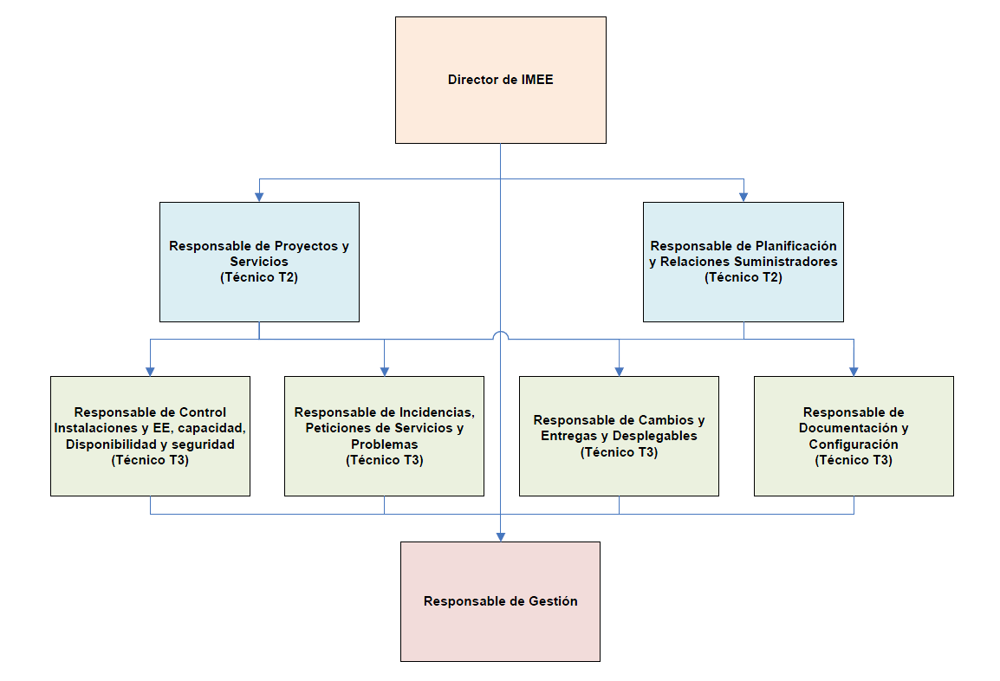 Director de IMEE
Responsable de Proyectos y
Servicios
(Técnico T2)
Responsable de Planificación
y Relaciones Suministradores
(Técnico T2)
Responsable de Control
Instalaciones y EE, capacidad,
Disponibilidad y seguridad
(Técnico T3)
Responsable de Incidencias,
Peticiones de Servicios y
Problemas
(Técnico T3)
Responsable de Cambios y
Entregas y Desplegables
(Técnico T3)
Responsable de
Documentación y
Configuración
(Técnico T3)
Responsable de Gestión